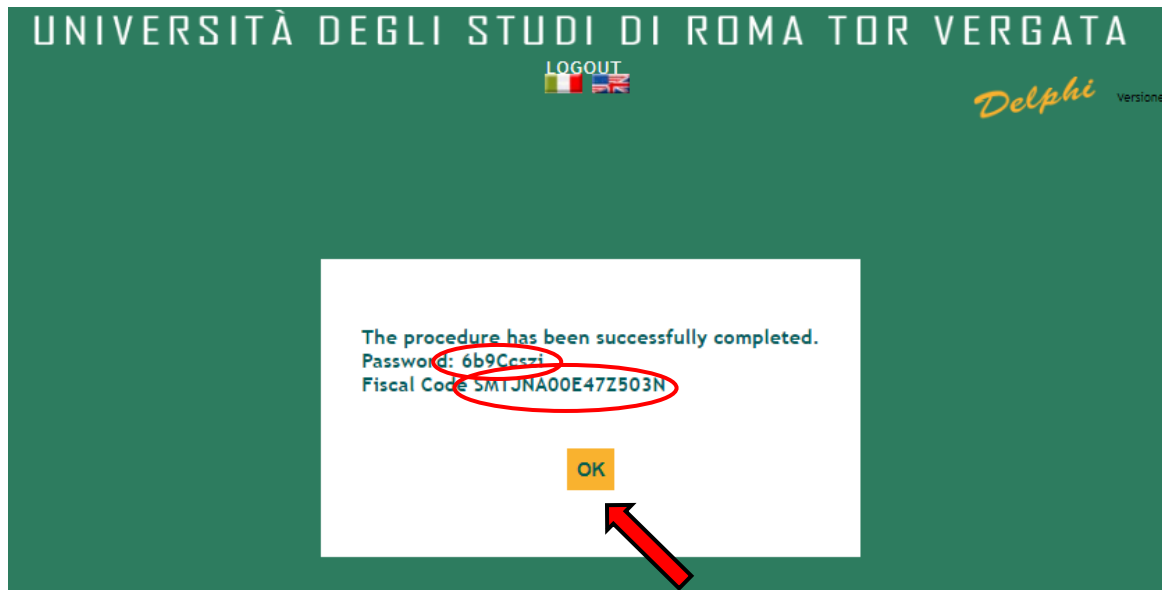 UNIVERSITÀ DEGLI STUDI DI ROMA TOR VERGATA
LOGOUT
Delphi Versione
The procedure has been successfully completed.
Password: 6b9Ccszi
Fiscal Code SMTJNA00E47Z503N
OK